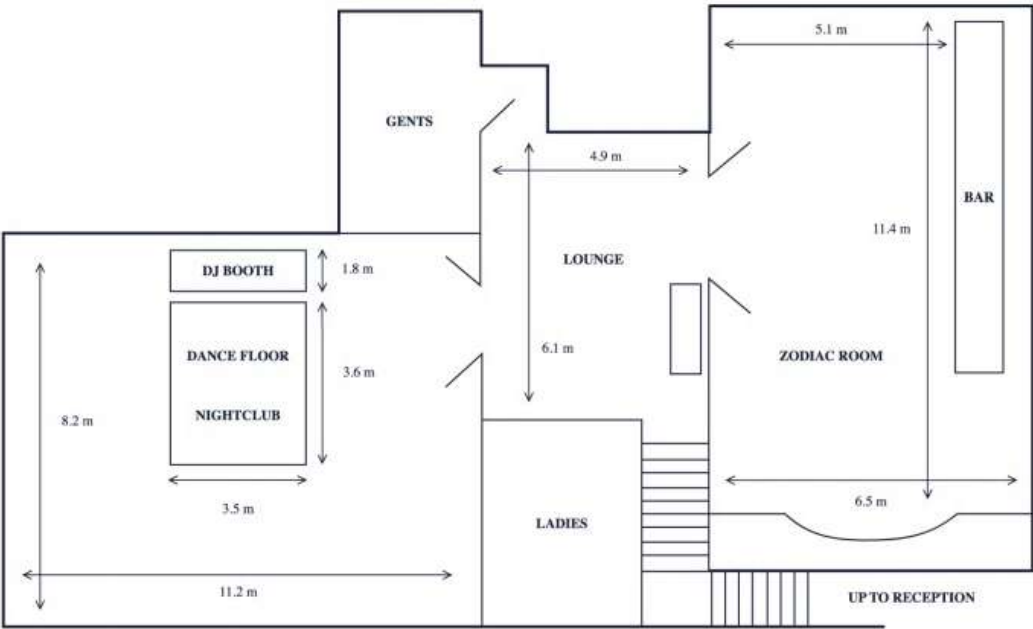 5.1 m
GENTS
4.9 m
BAR
11.4 m
LOUNGE
DJ BOOTH
1.8 m
DANCE FLOOR
6.1 m
ZODIAC ROOM
3.6 m
NIGHTCLUB
8.2 m
6.5 m
3.5 m
LADIES
11.2 m
UP TO RECEPTION